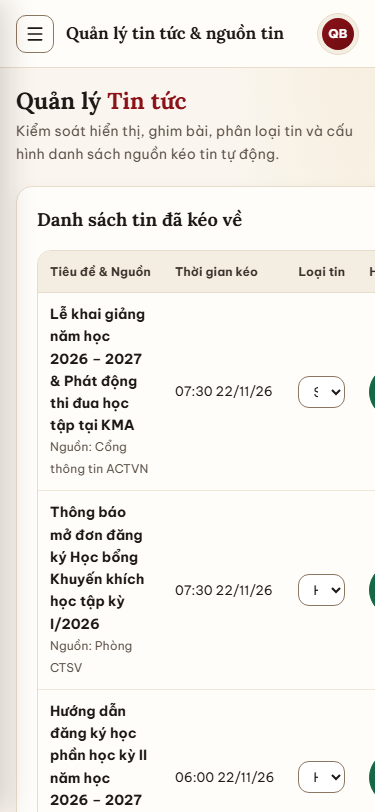 Quản lý tin tức & nguồn tin
QB
Quản lý Tin tức
Kiểm soát hiển thị, ghim bài, phân loại tin và cấu
hình danh sách nguồn kéo tin tự động.
Danh sách tin đã kéo về
Tiêu đề & Nguồn Thời gian kéo Loại tin
Lễ khai giảng
năm học
2026 – 2027
& Phát động
thi đua học
tập tại KMA
Nguồn: Cổng
thông tin ACTVN
07:30 22/11/26
Thông báo
mở đơn đăng
ký Học bổng
Khuyến khích
học tập kỳ
I/2026
Nguồn: Phòng
CTSV
07:30 22/11/26
Hướng dẫn
đăng ký học
phần học kỳ II
năm học
2026 – 2027
06:00 22/11/26